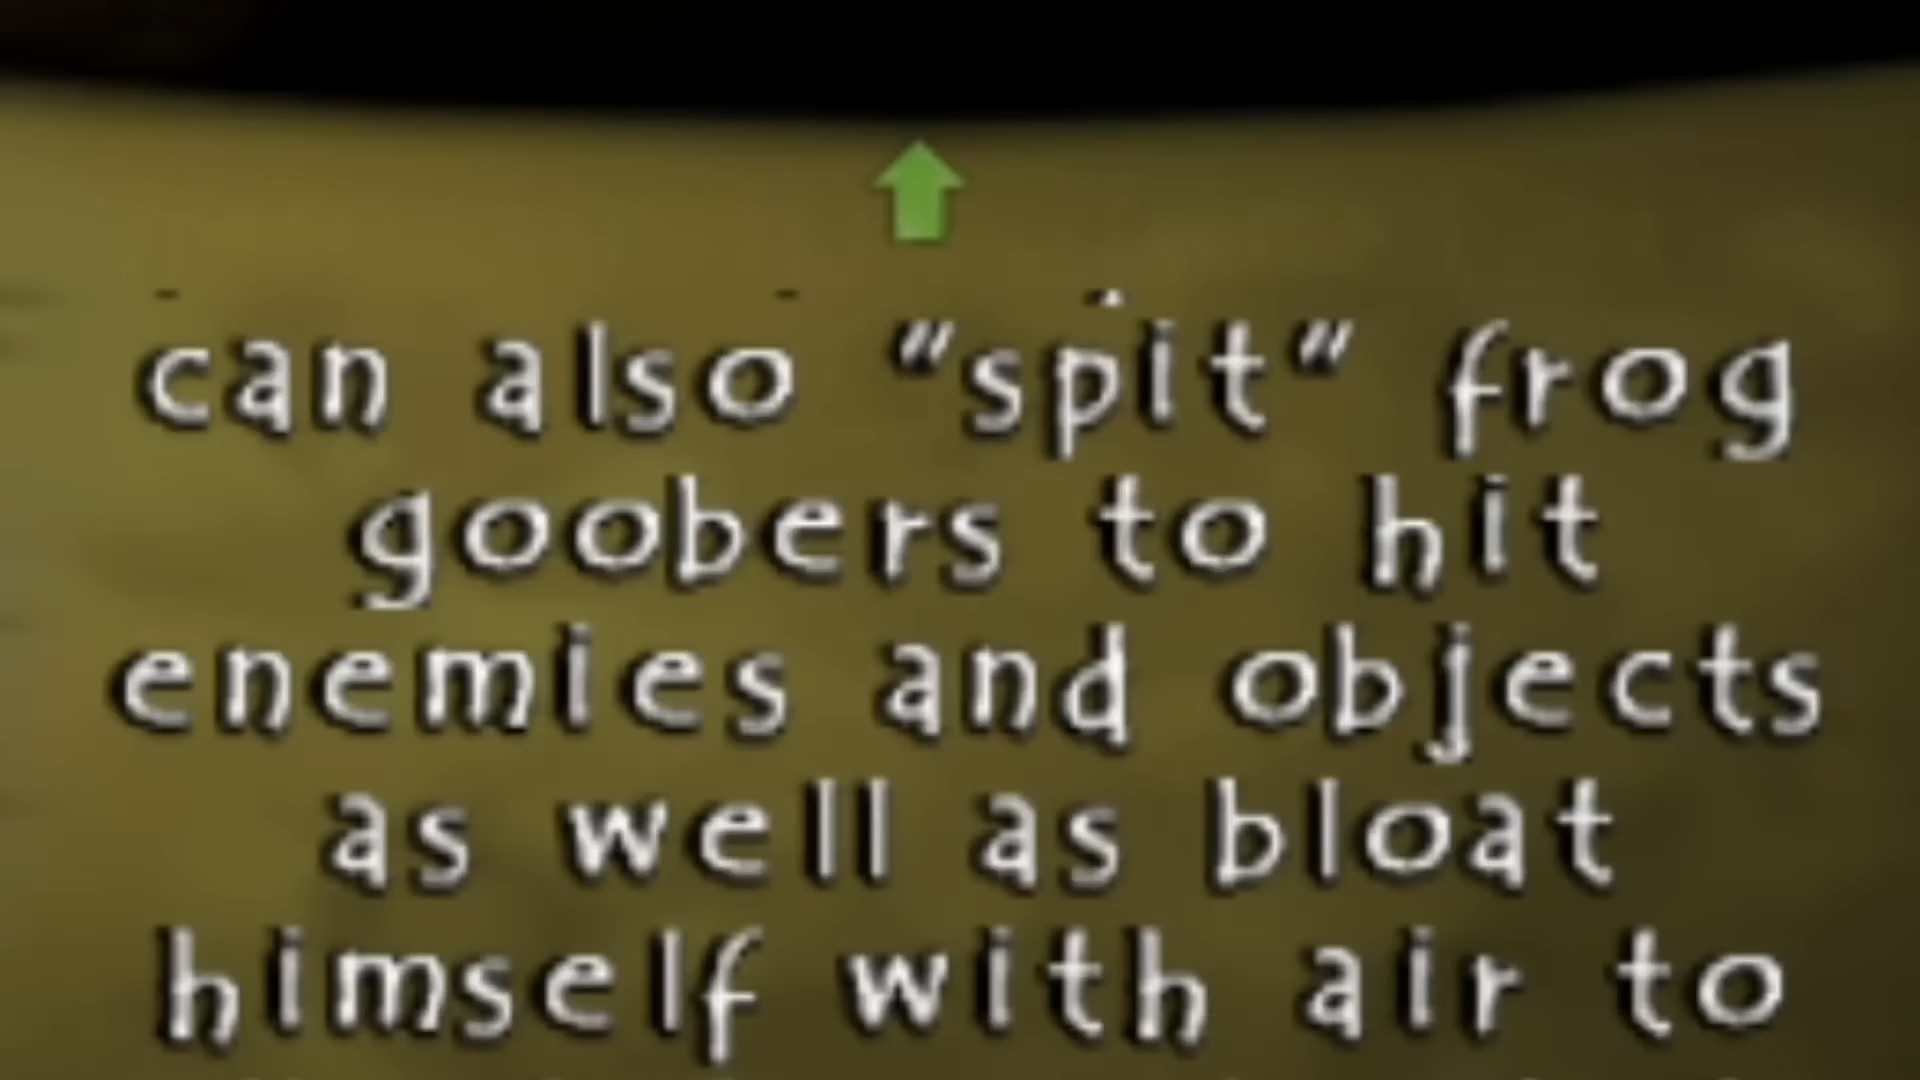 can also "spit" frog
goobers to hit
enemies and objects
as well as bloat
himself with air to